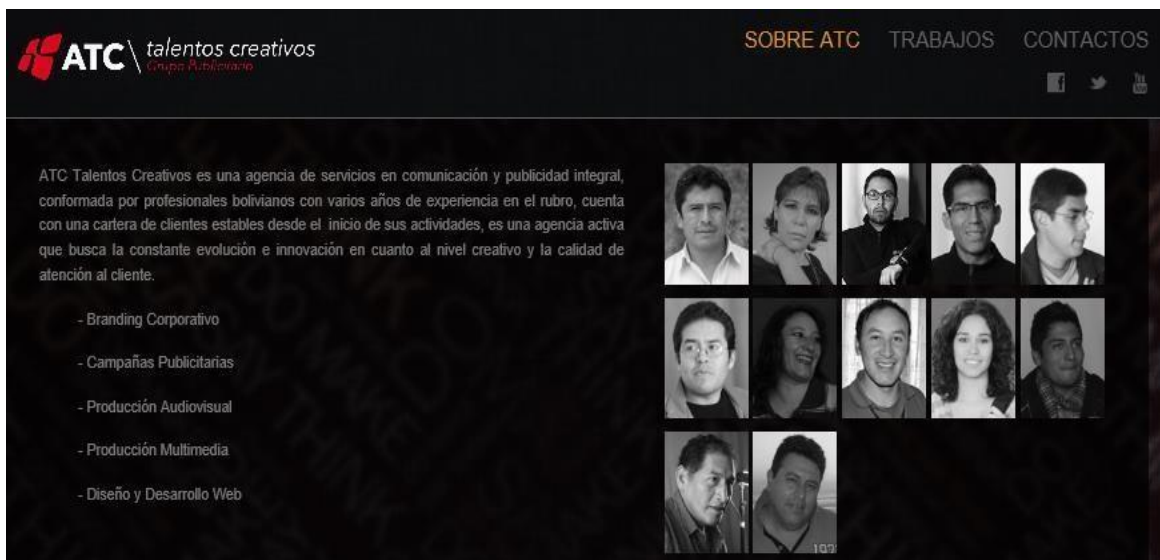 ATC \ talentos creativos
Grupo Publicitario
SOBRE ATC TRABAJOS CONTACTOS
ATC Talentos Creativos es una agencia de servicios en comunicación y publicidad integral,
conformada por profesionales bolivianos con varios años de experiencia en el rubro, cuenta
con una cartera de clientes estables desde el inicio de sus actividades, es una agencia activa
que busca la constante evolución e innovación en cuanto al nivel creativo y la calidad de
atención al cliente.
- Branding Corporativo
- Campañas Publicitarias
- Producción Audiovisual
- Producción Multimedia
- Diseño y Desarrollo Web